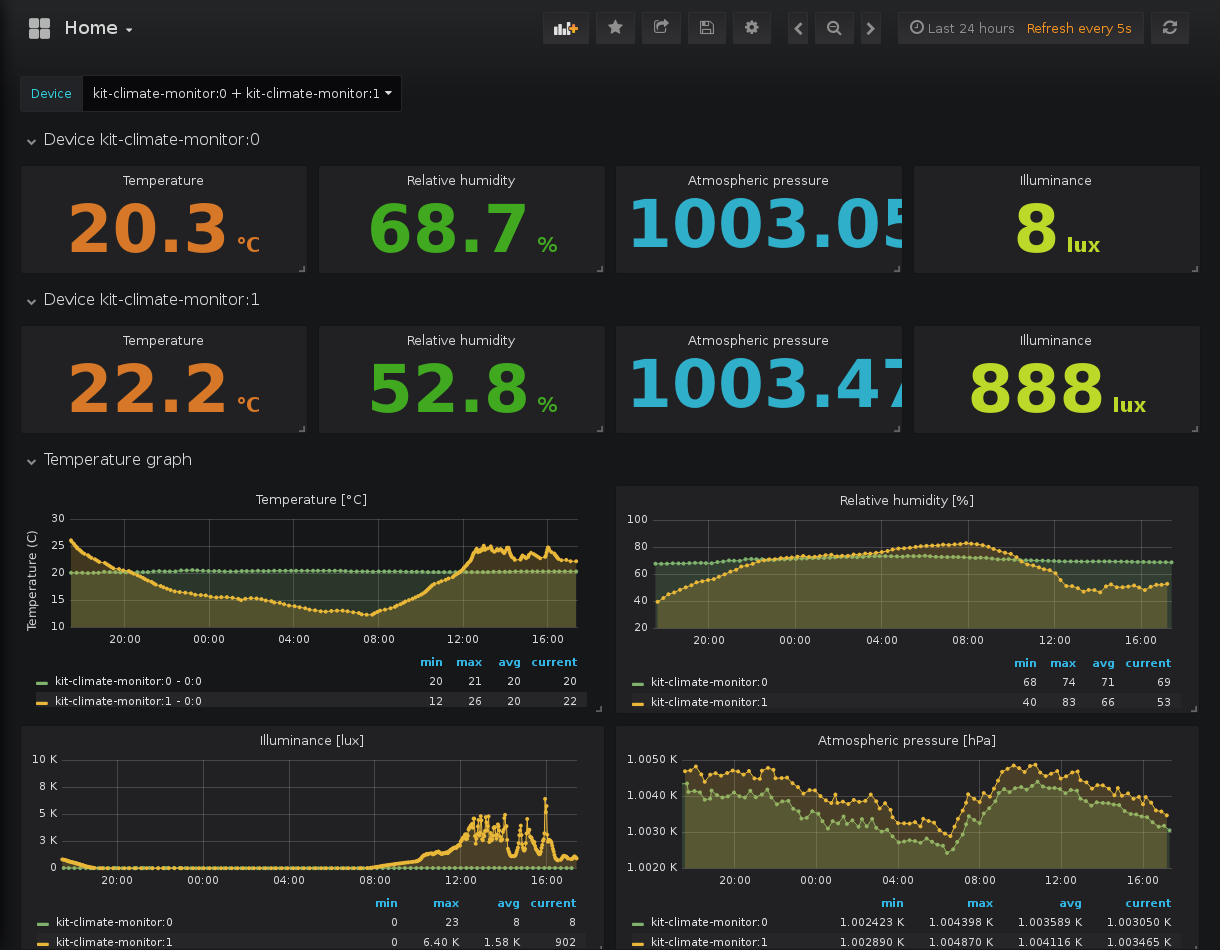 Home
Last 24 hours Refresh every 5s
Device kit-climate-monitor:0 + kit-climate-monitor:1
Device kit-climate-monitor:0
Temperature Relative humidity Atmospheric pressure Illuminance
20.3 °C 68.7 % 1003.05 8 lux
Device kit-climate-monitor:1
Temperature Relative humidity Atmospheric pressure Illuminance
22.2 °C 52.8 % 1003.47 888 lux
Temperature graph
Temperature [°C]
Temperature (C)
30
25
20
15
10
20:00 00:00 04:00 08:00 12:00 16:00
min max avg current
kit-climate-monitor:0 - 0:0 20 21 20 20
kit-climate-monitor:1 - 0:0 12 26 20 22
Relative humidity [%]
100
80
60
40
20
20:00 00:00 04:00 08:00 12:00 16:00
min max avg current
kit-climate-monitor:0 68 74 71 69
kit-climate-monitor:1 40 83 66 53
Illuminance [lux]
10 K
8 K
5 K
3 K
0
20:00 00:00 04:00 08:00 12:00 16:00
min max avg current
kit-climate-monitor:0 0 23 8 8
kit-climate-monitor:1 0 6.40 K 1.58 K 902
Atmospheric pressure [hPa]
1.0050 K
1.0040 K
1.0030 K
1.0020 K
20:00 00:00 04:00 08:00 12:00 16:00
min max avg current
kit-climate-monitor:0 1.002423 K 1.004398 K 1.003589 K 1.003050 K
kit-climate-monitor:1 1.002890 K 1.004870 K 1.004116 K 1.003465 K